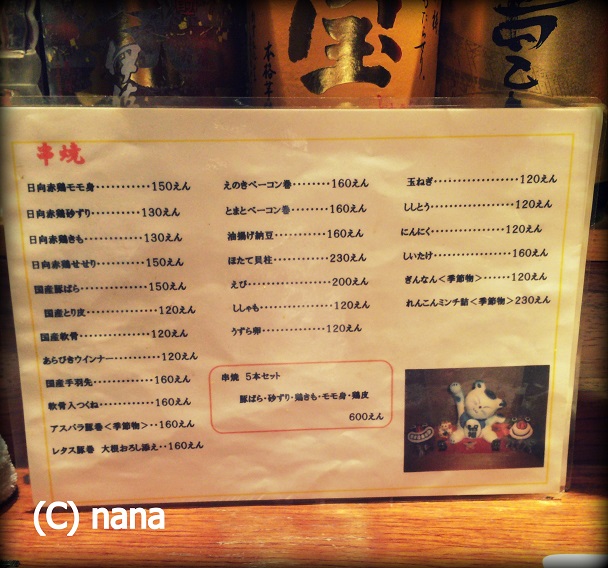 串焼
日向赤鶏モモ身・・・・・・・・・・・・150えん
日向赤鶏砂ずり・・・・・・・・・・・130えん
日向赤鶏きも・・・・・・・・・・・・130えん
日向赤鶏せせり・・・・・・・・・・・150えん
国産豚ばら・・・・・・・・・・・・・150えん
国産とり皮・・・・・・・・・・・・・120えん
国産軟骨・・・・・・・・・・・・・・120えん
あらびきウインナー・・・・・・・・120えん
国産手羽先・・・・・・・・・・・・160えん
軟骨入つくね・・・・・・・・・・・160えん
アスパラ豚巻<季節物>・・・160えん
レタス豚巻 大根おろし添え・・160えん
えのきベーコン巻・・・・・・・・160えん
とまとベーコン巻・・・・・・・・160えん
油揚げ納豆・・・・・・・・・・・・160えん
ほたて貝柱・・・・・・・・・・・・230えん
えび・・・・・・・・・・・・・・・・・200えん
ししゃも・・・・・・・・・・・・・・120えん
うずら卵・・・・・・・・・・・・・120えん
串焼 5本セット
豚ばら・砂ずり・鶏きも・モモ身・鶏皮
600えん
玉ねぎ・・・・・・・・・・・・・・・120えん
ししとう・・・・・・・・・・・・・・120えん
にんにく・・・・・・・・・・・・・120えん
しいたけ・・・・・・・・・・・・・160えん
ぎんなん<季節物>・・・・・・120えん
れんこんミンチ詰<季節物>230えん
(C) nana